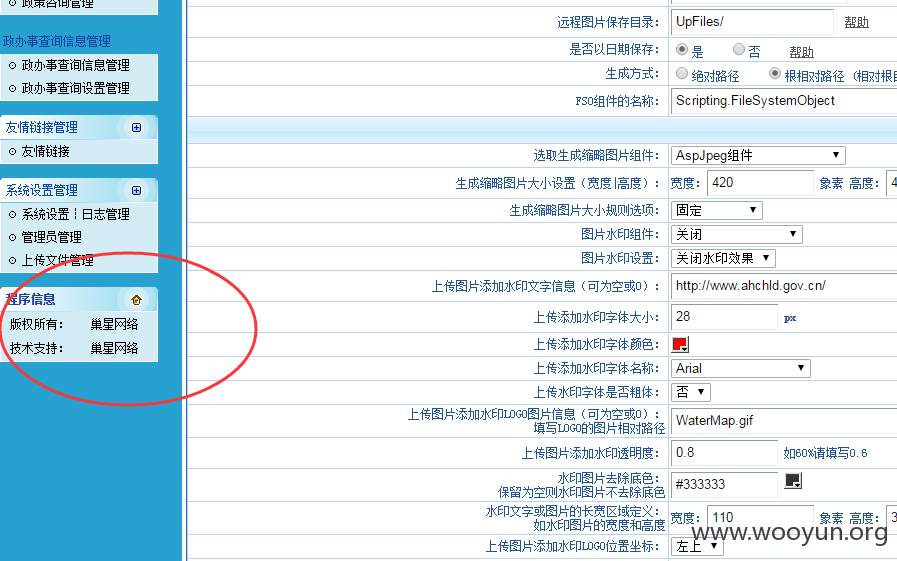 政策咨询管理
政办事查询信息管理
政办事查询信息管理
政办事查询设置管理
友情链接管理
友情链接
系统设置管理
系统设置┆日志管理
管理员管理
上传文件管理
程序信息
版权所有： 巢星网络
技术支持： 巢星网络
远程图片保存目录： UpFiles/ 帮助
是否以日期保存： 是 否 帮助
生成方式： 绝对路径 根相对路径 (相对根目
FSO组件的名称： Scripting.FileSystemObject
选取生成缩略图片组件： AspJpeg组件
生成缩略图片大小设置（宽度|高度）： 宽度： 420 象素 高度： 4
生成缩略图片大小规则选项： 固定
图片水印组件： 关闭
图片水印设置： 关闭水印效果
上传图片添加水印文字信息（可为空或0）： http://www.ahchld.gov.cn/
上传添加水印字体大小： 28 px
上传添加水印字体颜色：
上传添加水印字体名称： Arial
上传水印字体是否粗体： 否
上传图片添加水印LOGO图片信息（可为空或0）：
填写LOGO的图片相对路径 WaterMap.gif
上传图片添加水印透明度： 0.8 如60%请填写0.6
水印图片去除底色：
保留为空则水印图片不去除底色 #333333
水印文字或图片的长宽区域定义：
如水印图片的宽度和高度 宽度： 110 象素 高度： 3
上传图片添加水印LOGO位置坐标： 左上
www.wooyun.org